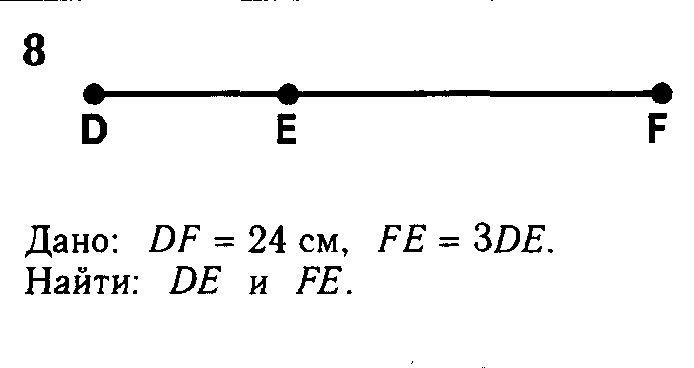 8
D E F
Дано: DF = 24 см, FE = 3DE.
Найти: DE и FE.